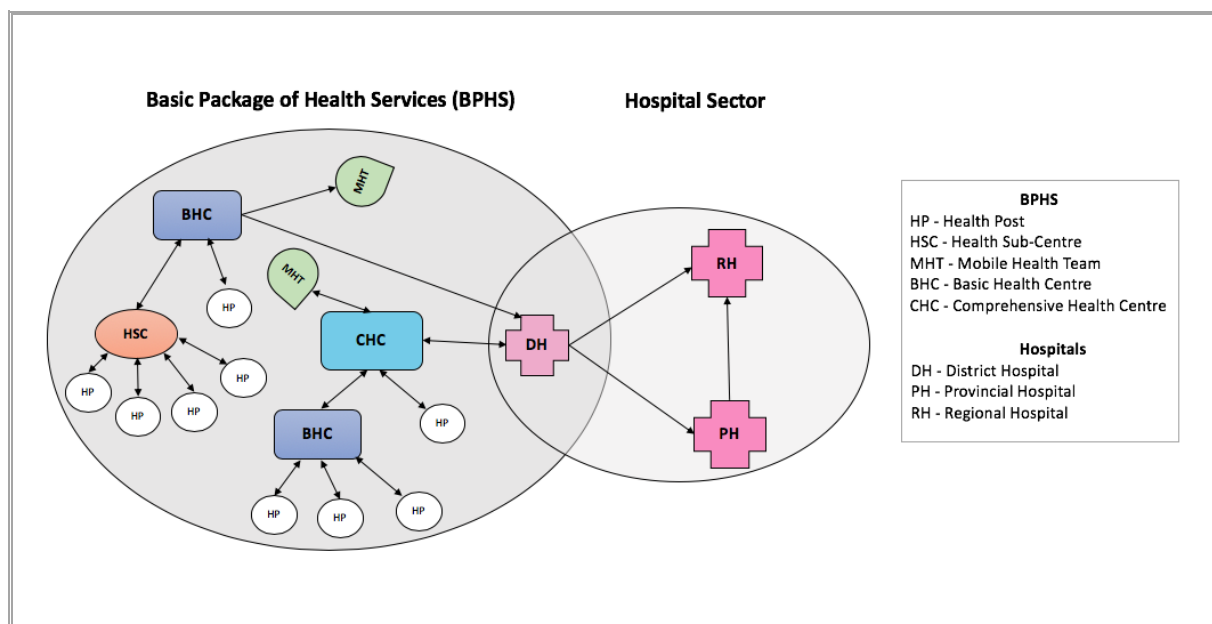 Basic Package of Health Services (BPHS)
Hospital Sector
MHT
BHC
HP
MHT
HSC
CHC
HP
HP
HP
HP
BHC
HP
HP
HP
HP
DH
RH
PH
BPHS
HP - Health Post
HSC - Health Sub-Centre
MHT - Mobile Health Team
BHC - Basic Health Centre
CHC - Comprehensive Health Centre
Hospitals
DH - District Hospital
PH - Provincial Hospital
RH - Regional Hospital